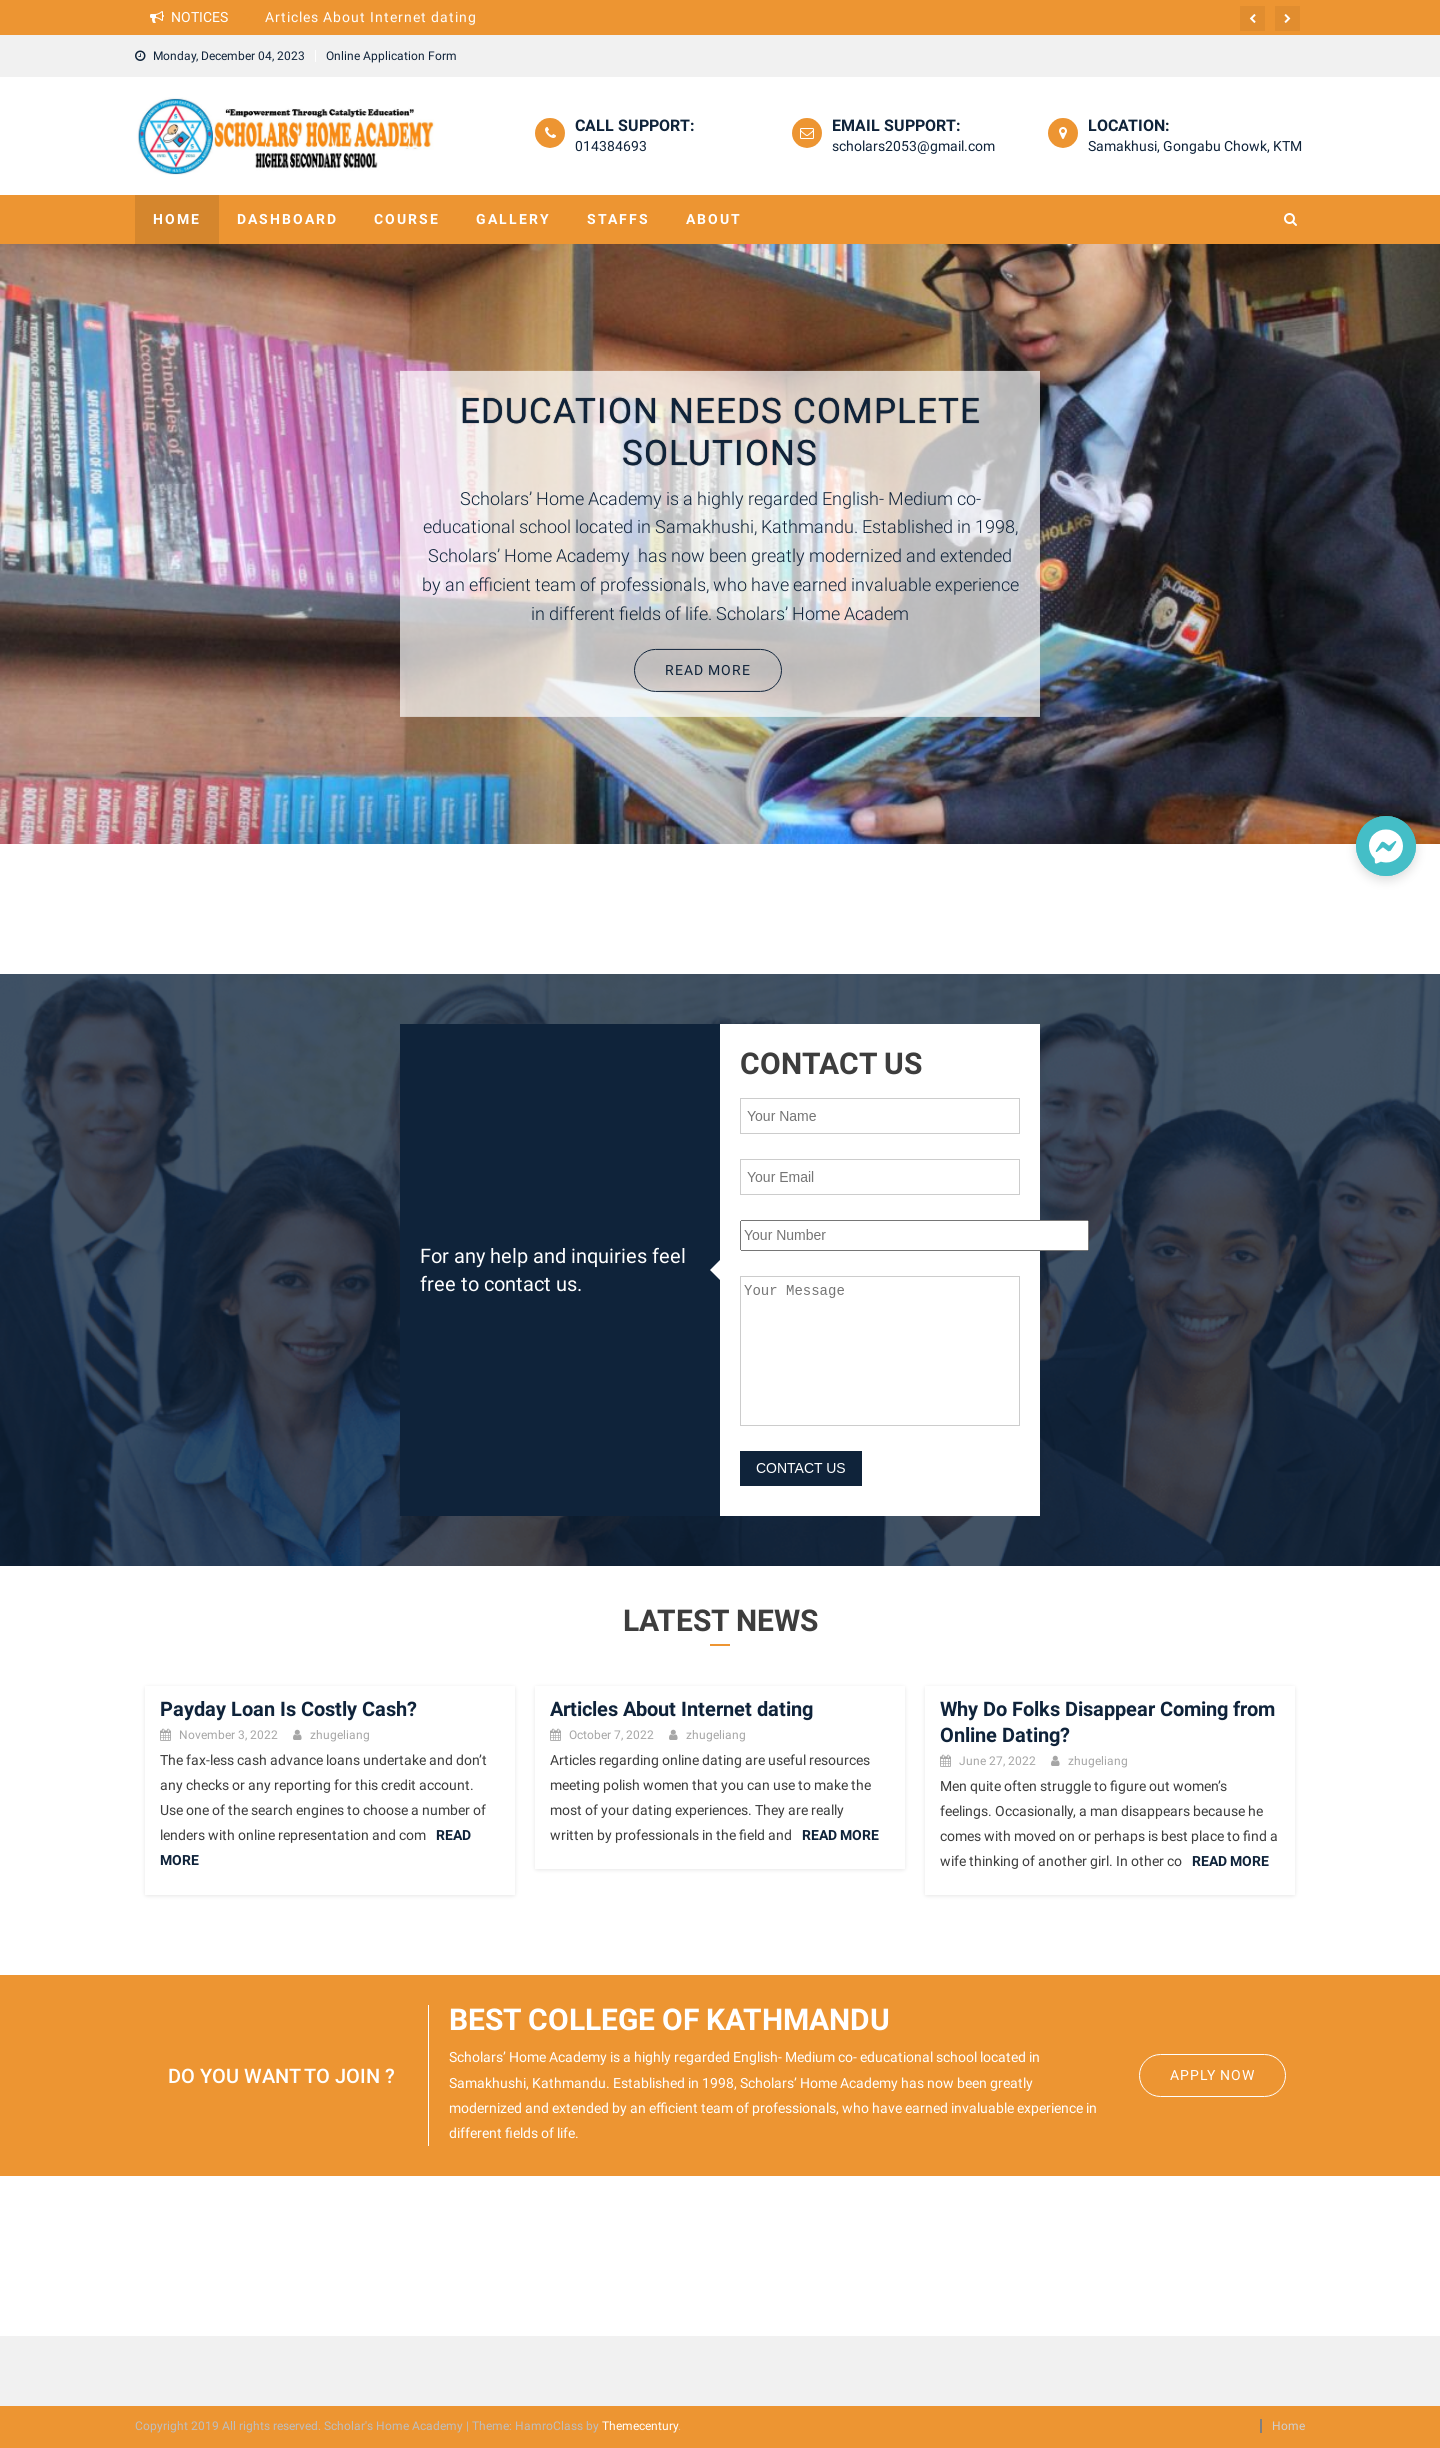 NOTICES
Articles About Internet dating
Monday, December 04, 2023
Online Application Form
"Empowerment Through Catalytic Education"
SCHOLARS' HOME ACADEMY
HIGHER SECONDARY SCHOOL
CALL SUPPORT:
014384693
EMAIL SUPPORT:
scholars2053@gmail.com
LOCATION:
Samakhusi, Gongabu Chowk, KTM
HOME
DASHBOARD
COURSE
GALLERY
STAFFS
ABOUT
Principles of Accounting
SCHOLARS
EDUCATION NEEDS COMPLETE
SOLUTIONS
Scholars’ Home Academy is a highly regarded English- Medium co-
educational school located in Samakhushi, Kathmandu. Established in 1998,
Scholars’ Home Academy  has now been greatly modernized and extended
by an efficient team of professionals, who have earned invaluable experience
in different fields of life. Scholars’ Home Academ
READ MORE
CONTACT US
Your Name
Your Email
Your Number
Your Message
CONTACT US
For any help and inquiries feel
free to contact us.
LATEST NEWS
Payday Loan Is Costly Cash?
November 3, 2022 zhugeliang
The fax-less cash advance loans undertake and don’t
any checks or any reporting for this credit account.
Use one of the search engines to choose a number of
lenders with online representation and com READ
MORE
Articles About Internet dating
October 7, 2022 zhugeliang
Articles regarding online dating are useful resources
meeting polish women that you can use to make the
most of your dating experiences. They are really
written by professionals in the field and READ MORE
Why Do Folks Disappear Coming from
Online Dating?
June 27, 2022 zhugeliang
Men quite often struggle to figure out women’s
feelings. Occasionally, a man disappears because he
comes with moved on or perhaps is best place to find a
wife thinking of another girl. In other co READ MORE
DO YOU WANT TO JOIN ?
BEST COLLEGE OF KATHMANDU
Scholars’ Home Academy is a highly regarded English- Medium co- educational school located in
Samakhushi, Kathmandu. Established in 1998, Scholars’ Home Academy has now been greatly
modernized and extended by an efficient team of professionals, who have earned invaluable experience in
different fields of life.
APPLY NOW
Copyright 2019 All rights reserved. Scholar's Home Academy | Theme: HamroClass by Themecentury.
Home